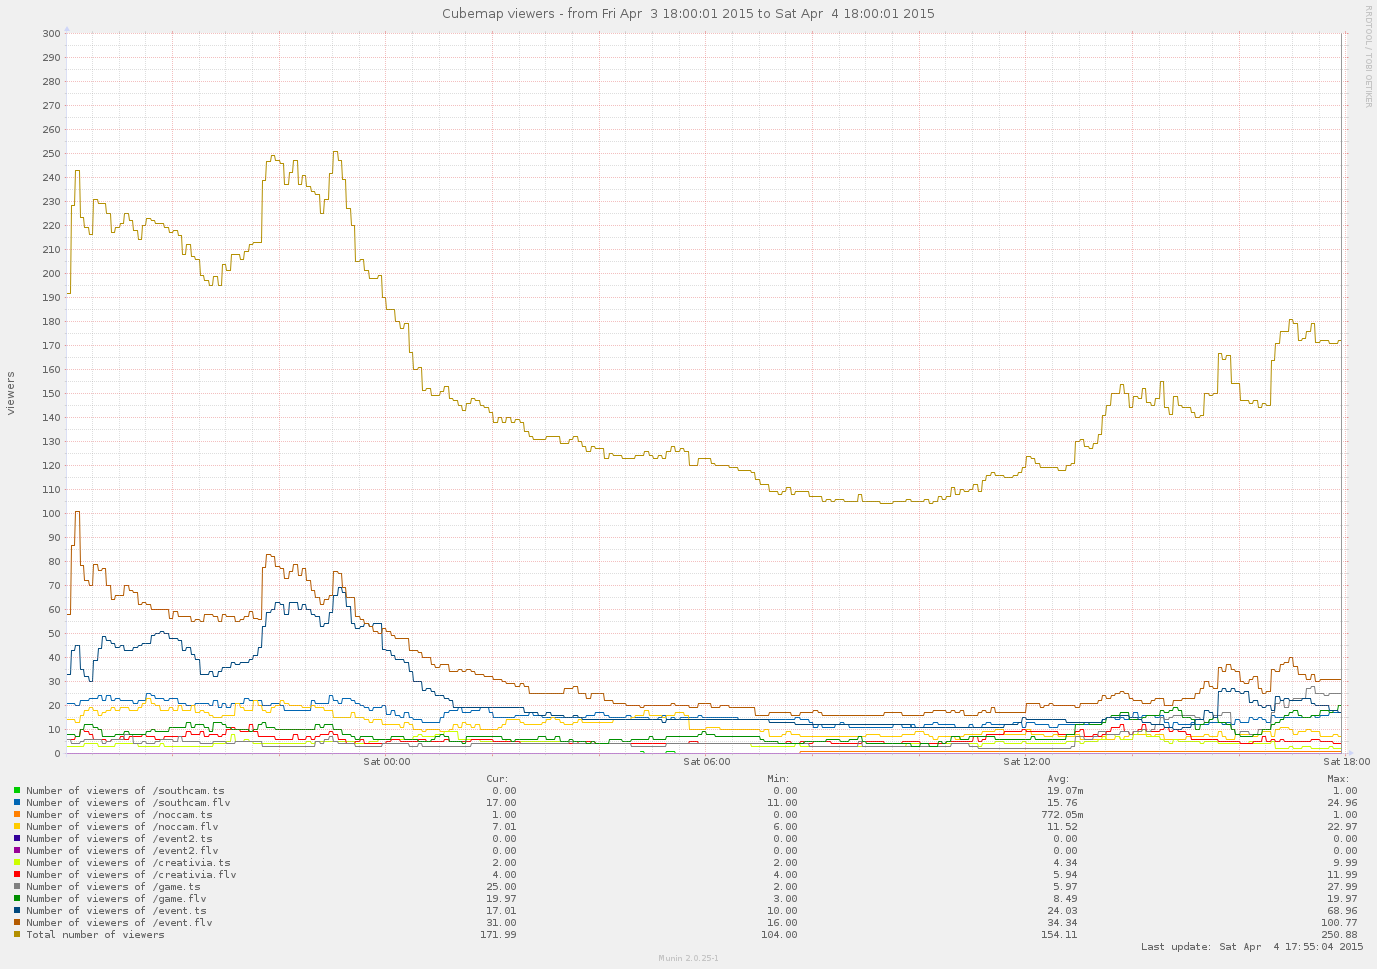 Cubemap viewers - from Fri Apr  3 18:00:01 2015 to Sat Apr  4 18:00:01 2015
RRDTOOL / TOBI OETIKER
viewers
300
290
280
270
260
250
240
230
220
210
200
190
180
170
160
150
140
130
120
110
100
90
80
70
60
50
40
30
20
10
0
Sat 00:00 Sat 06:00 Sat 12:00 Sat 18:00
Cur: Min: Avg: Max:
Number of viewers of /southcam.ts 0.00 0.00 19.07m 1.00
Number of viewers of /southcam.flv 17.00 11.00 15.76 24.96
Number of viewers of /noccam.ts 1.00 0.00 772.05m 1.00
Number of viewers of /noccam.flv 7.01 6.00 11.52 22.97
Number of viewers of /event2.ts 0.00 0.00 0.00 0.00
Number of viewers of /event2.flv 0.00 0.00 0.00 0.00
Number of viewers of /creativia.ts 2.00 2.00 4.34 9.99
Number of viewers of /creativia.flv 4.00 4.00 5.94 11.99
Number of viewers of /game.ts 25.00 2.00 5.97 27.99
Number of viewers of /game.flv 19.97 3.00 8.49 19.97
Number of viewers of /event.ts 17.01 10.00 24.03 68.96
Number of viewers of /event.flv 31.00 16.00 34.34 100.77
Total number of viewers 171.99 104.00 154.11 250.88
Last update: Sat Apr  4 17:55:04 2015
Munin 2.0.25-1